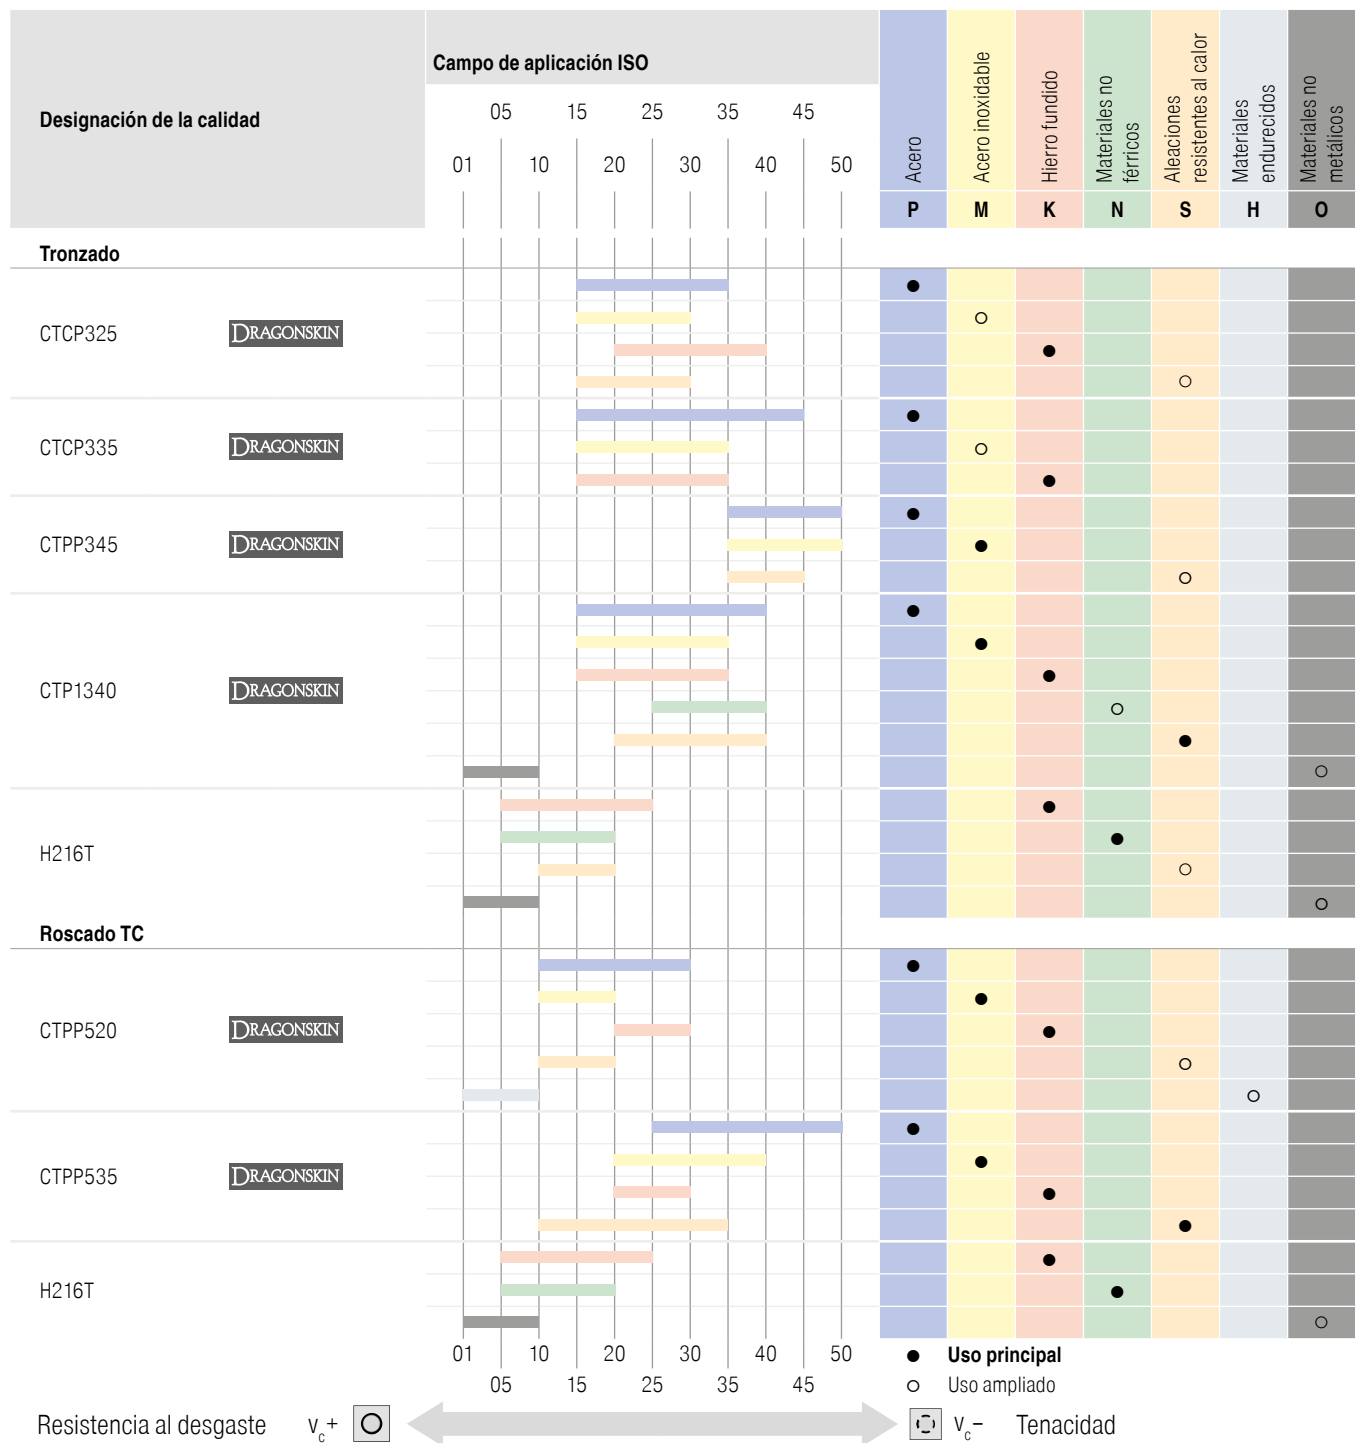 Designación de la calidad
Campo de aplicación ISO
05 15 25 35 45
01 10 20 30 40 50
Acero
Acero inoxidable
Hierro fundido
Materiales no
férricos
Aleaciones
resistentes al calor
Materiales
endurecidos
Materiales no
metálicos
P M K N S H O
Tronzado
CTCP325 DRAGONSKIN
CTCP335 DRAGONSKIN
CTPP345 DRAGONSKIN
CTP1340 DRAGONSKIN
H216T
Roscado TC
CTPP520 DRAGONSKIN
CTPP535 DRAGONSKIN
H216T
01 10 20 30 40 50
05 15 25 35 45
Uso principal
Uso ampliado
Resistencia al desgaste vc+
vc– Tenacidad